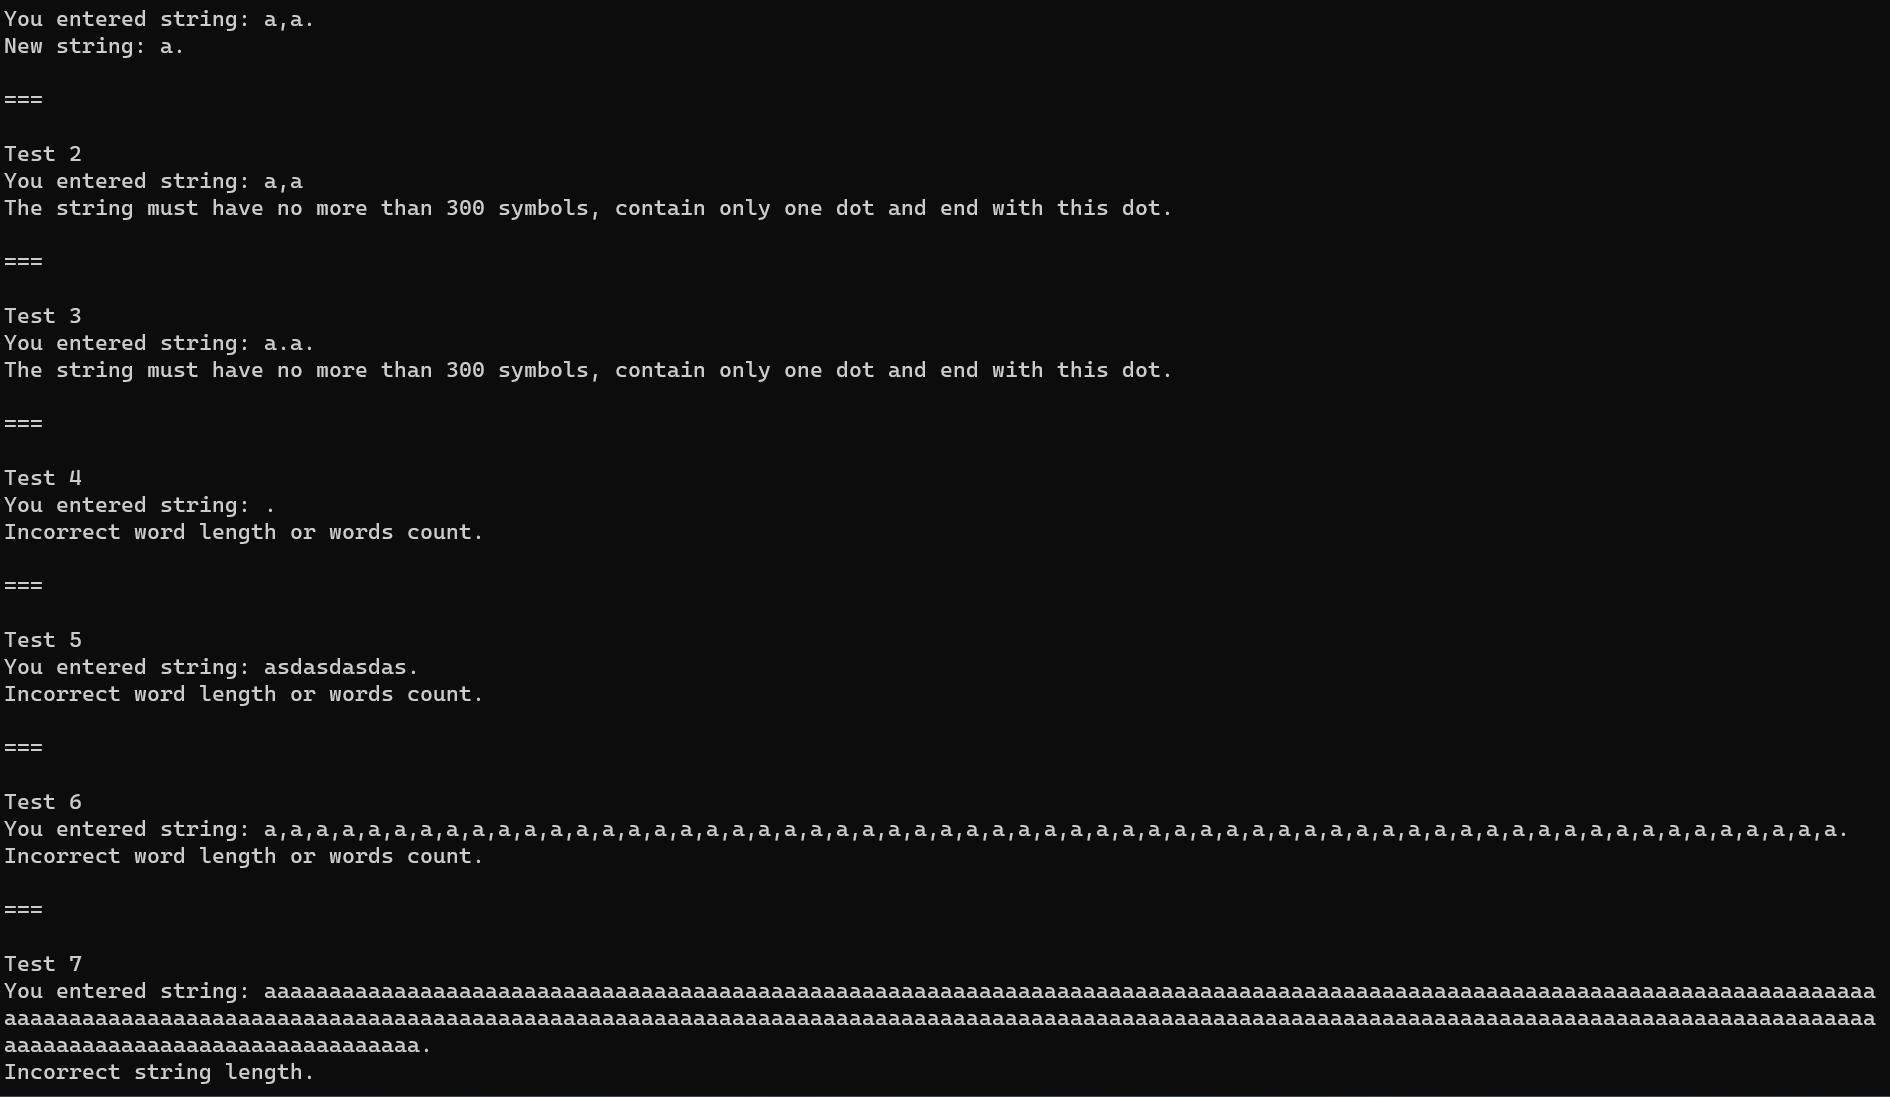 You entered string: a,a.
New string: a.
===
Test 2
You entered string: a,a
The string must have no more than 300 symbols, contain only one dot and end with this dot.
===
Test 3
You entered string: a.a.
The string must have no more than 300 symbols, contain only one dot and end with this dot.
===
Test 4
You entered string: .
Incorrect word length or words count.
===
Test 5
You entered string: asdasdasdas.
Incorrect word length or words count.
===
Test 6
You entered string: a,a,a,a,a,a,a,a,a,a,a,a,a,a,a,a,a,a,a,a,a,a,a,a,a,a,a,a,a,a,a,a,a,a,a,a,a,a,a,a,a,a,a,a,a,a,a,a,a,a,a,a,a,a,a,a,a,a,a,a,a.
Incorrect word length or words count.
===
Test 7
You entered string: aaaaaaaaaaaaaaaaaaaaaaaaaaaaaaaaaaaaaaaaaaaaaaaaaaaaaaaaaaaaaaaaaaaaaaaaaaaaaaaaaaaaaaaaaaaaaaaaaaaaaaaaaaaaaaaaaaaaaaaaaaaa
aaaaaaaaaaaaaaaaaaaaaaaaaaaaaaaaaaaaaaaaaaaaaaaaaaaaaaaaaaaaaaaaaaaaaaaaaaaaaaaaaaaaaaaaaaaaaaaaaaaaaaaaaaaaaaaaaaaaaaaaaaaaaaaaaaaaaaaaaaaaaaaa
aaaaaaaaaaaaaaaaaaaaaaaaaaaaaaaa.
Incorrect string length.